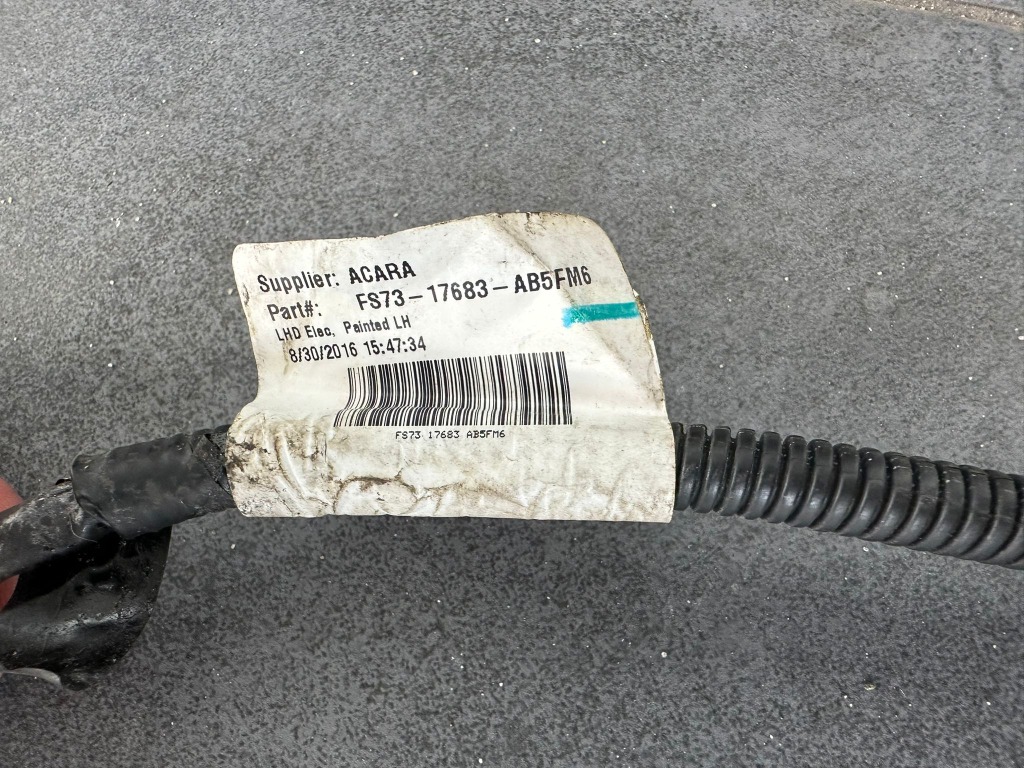 Supplier: ACARA
Part#: FS73-17683-AB5FM6
LHD Elec, Painted LH
8/30/2016 15:47:34
FS73 17683 AB5FM6